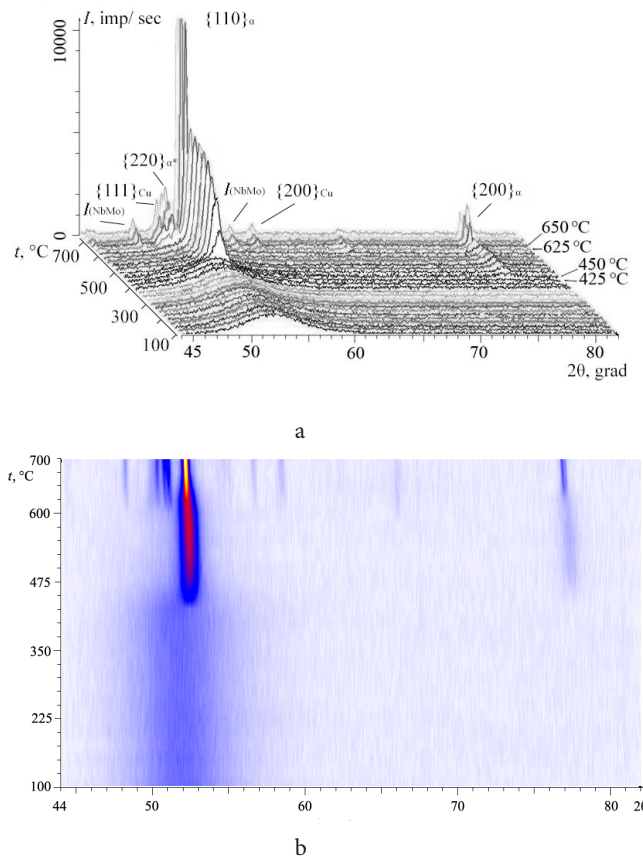 I, imp/ sec
{110}α
10000
{220}α*
{111}Cu
I(NbMo)
I(NbMo)
{200}Cu
{200}α
5000
0
t, °C
700
500
300
100
650 °C
625 °C
450 °C
425 °C
45
50
60
70
80
2θ, grad
a
700
t, °C
600
475
350
225
100
44
50
60
70
80
b